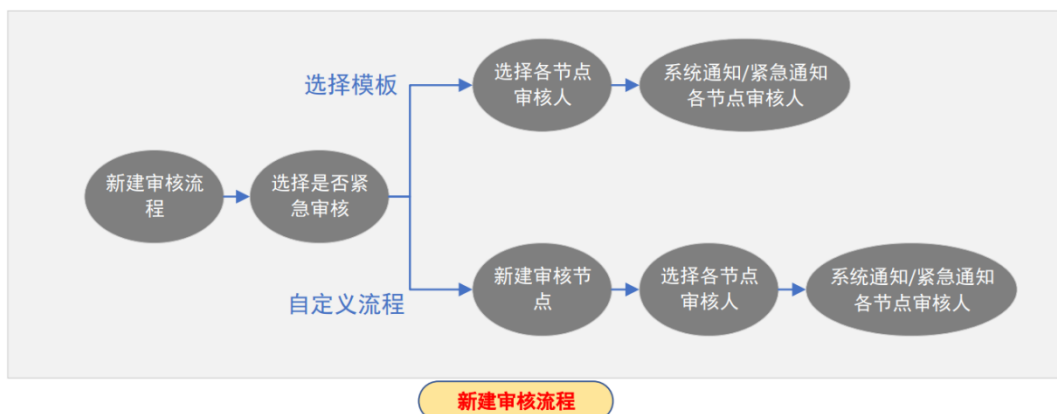 选择模板
选择各节点
审核人
系统通知/紧急通知
各节点审核人
新建审核流
程
选择是否紧
急审核
自定义流程
新建审核节
点
选择各节点
审核人
系统通知/紧急通知
各节点审核人
新建审核流程